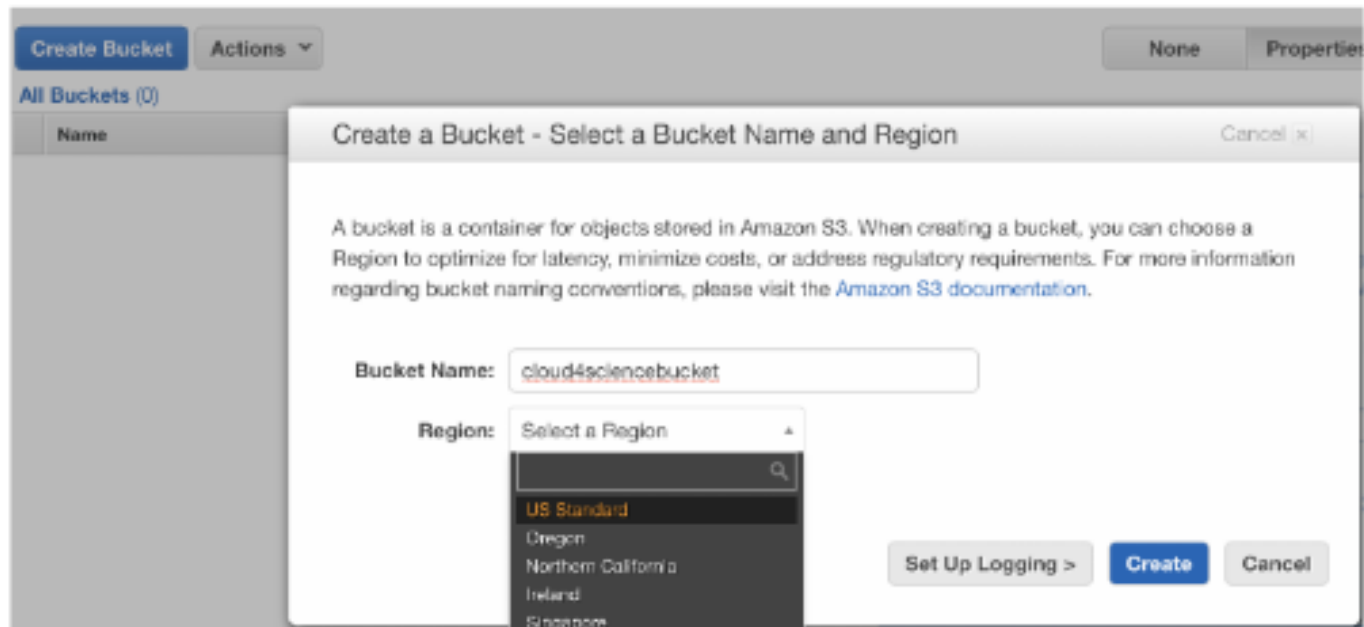 Create Bucket
Actions
None
Properties
All Buckets (0)
Name
Create a Bucket - Select a Bucket Name and Region
Cancel x
A bucket is a container for objects stored in Amazon S3. When creating a bucket, you can choose a
Region to optimize for latency, minimize costs, or address regulatory requirements. For more information
regarding bucket naming conventions, please visit the Amazon S3 documentation.
Bucket Name: cloud4sciencebucket
Region: Select a Region
US Standard
Oregon
Northern California
Ireland
Singapore
Set Up Logging >
Create
Cancel